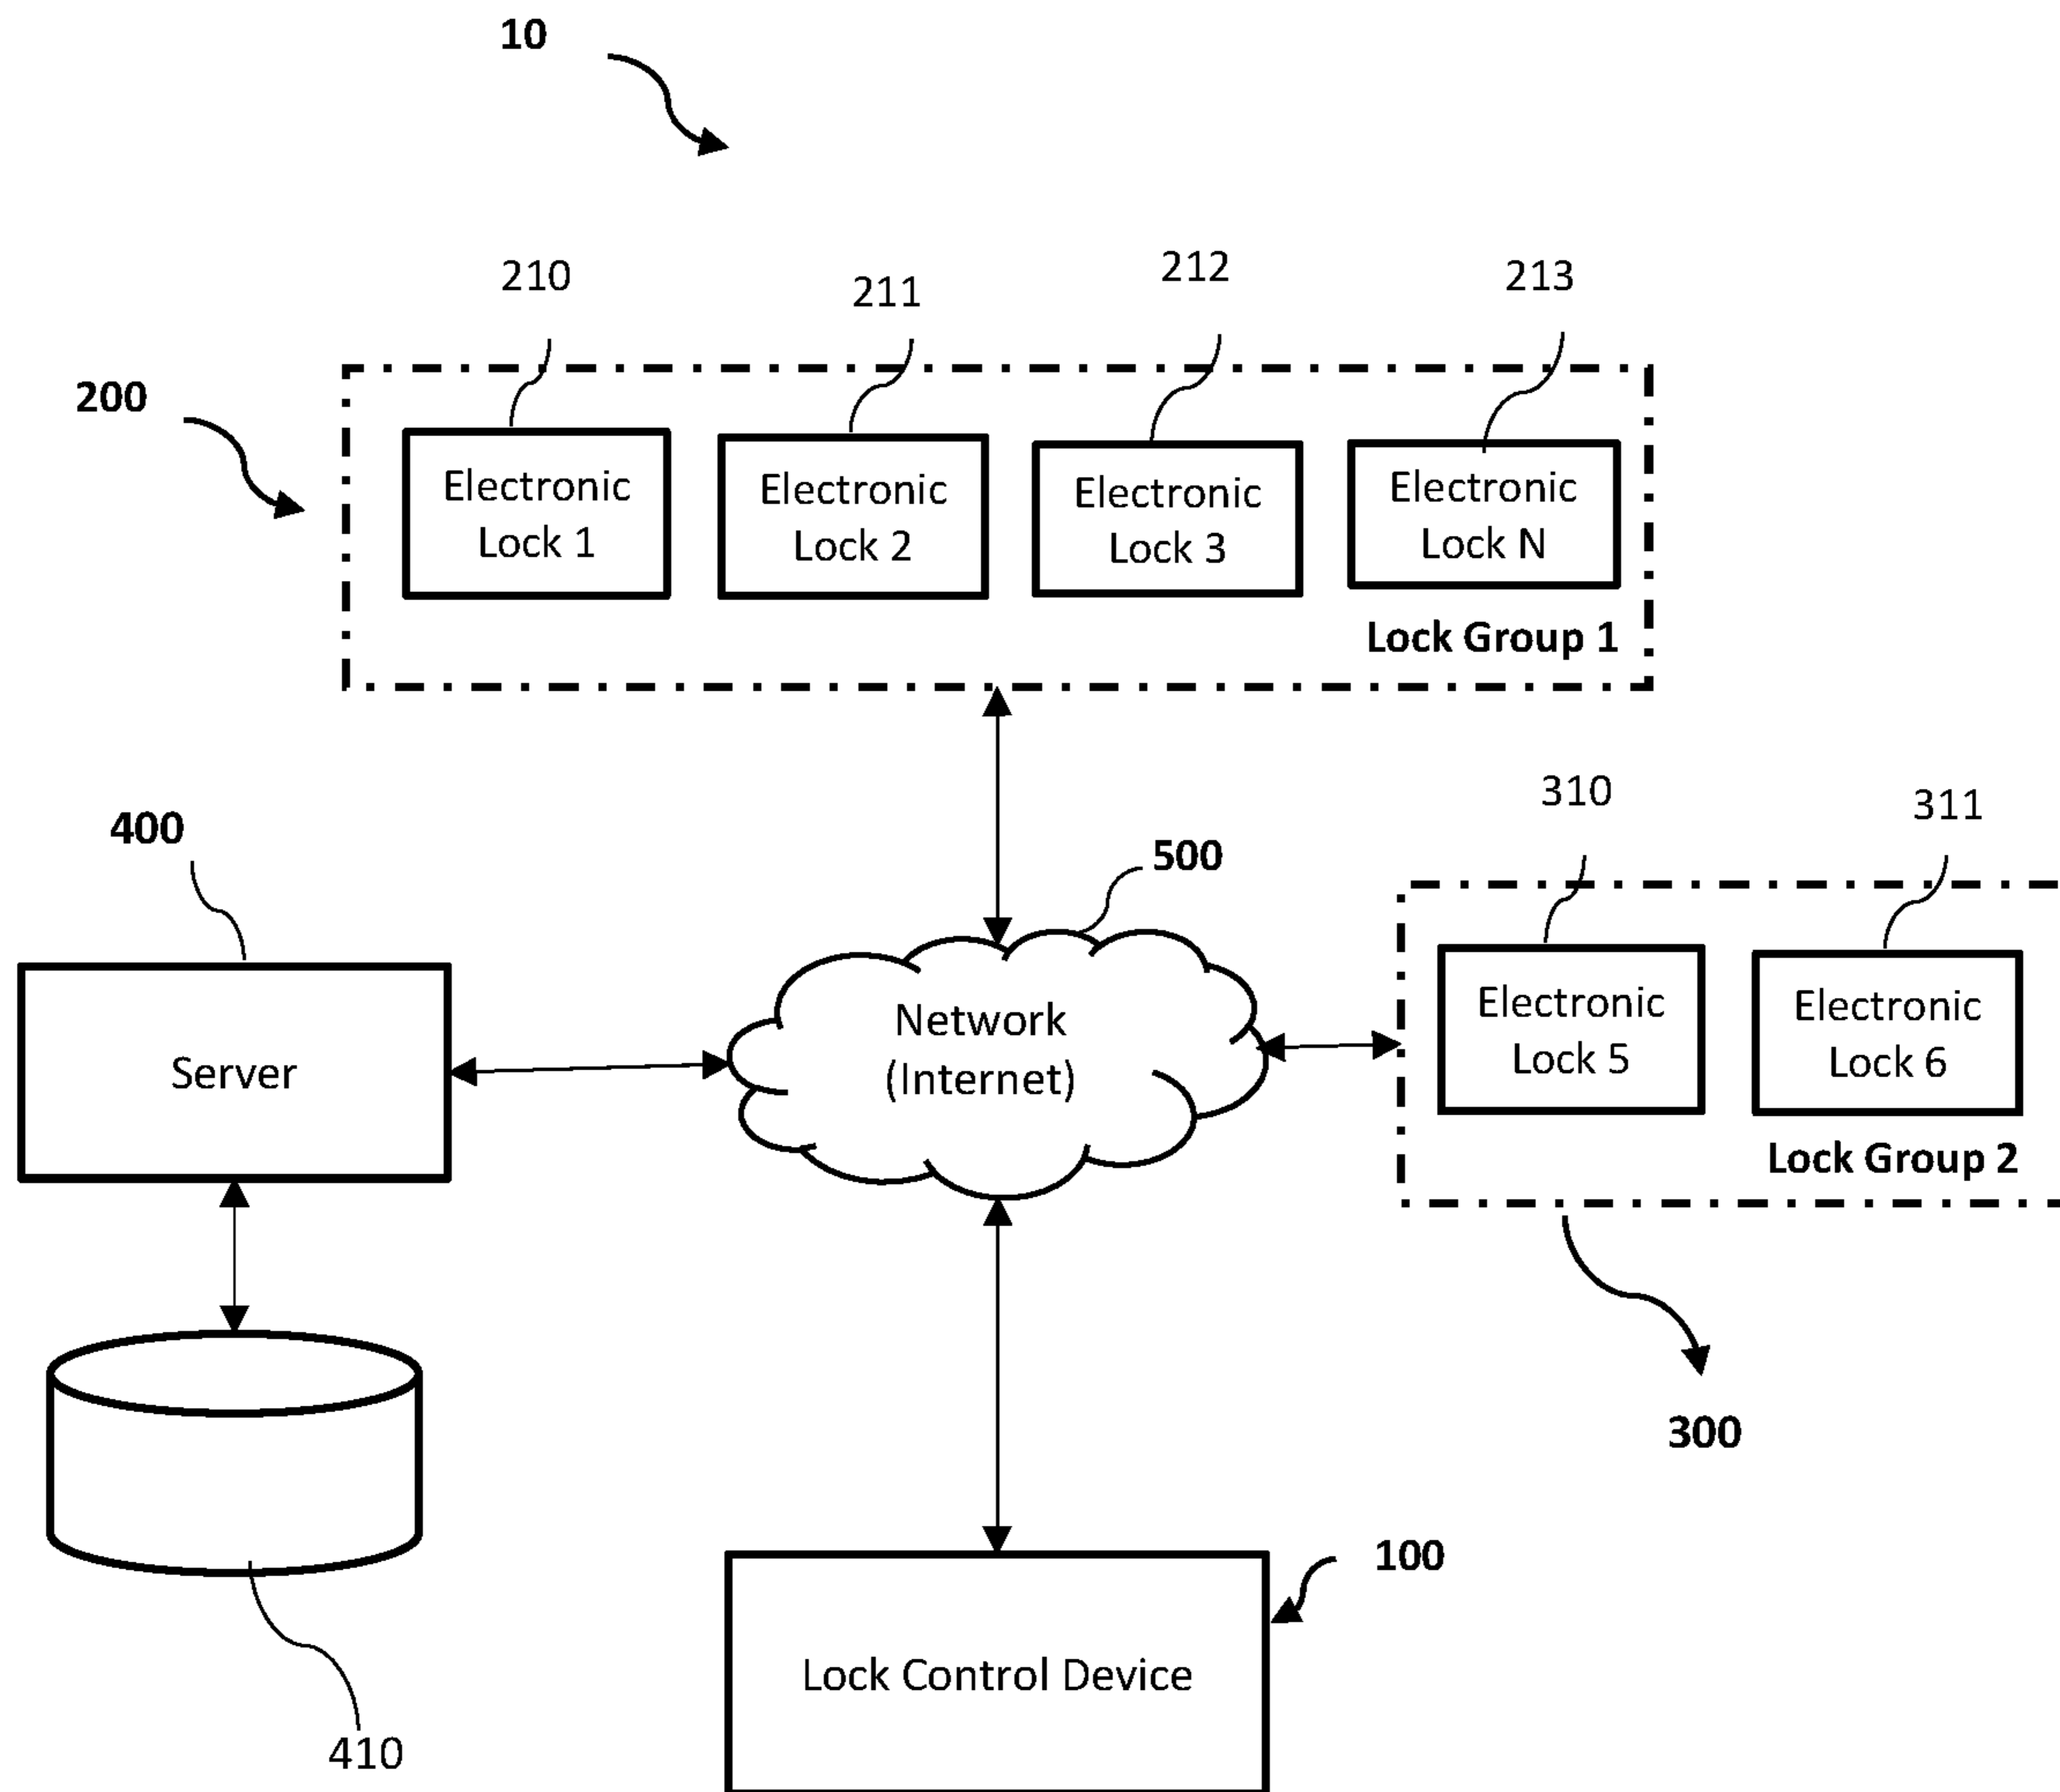 10
210
211
212
213
200
Electronic
Lock 1
Electronic
Lock 2
Electronic
Lock 3
Electronic
Lock N
Lock Group 1
310
311
400
500
Network
(Internet)
Server
Electronic
Lock 5
Electronic
Lock 6
Lock Group 2
300
100
Lock Control Device
410